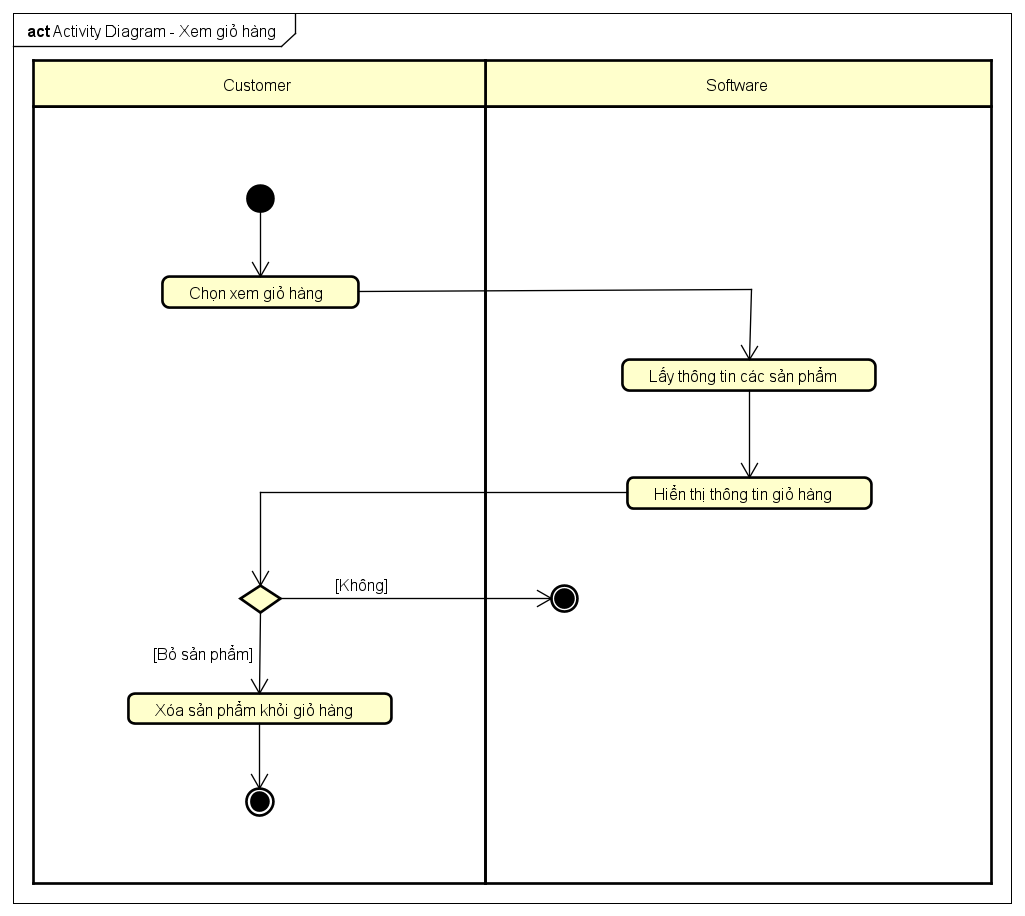 act Activity Diagram - Xem giỏ hàng
Customer
Software
Chọn xem giỏ hàng
Lấy thông tin các sản phẩm
Hiển thị thông tin giỏ hàng
[Không]
[Bỏ sản phẩm]
Xóa sản phẩm khỏi giỏ hàng